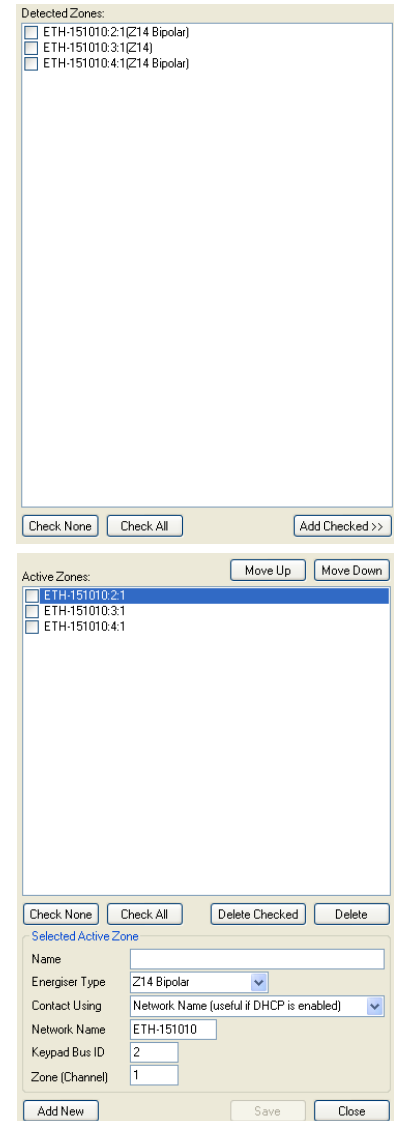 Detected Zones:
ETH-151010:2:1(Z14 Bipolar)
ETH-151010:3:1(Z14)
ETH-151010:4:1(Z14 Bipolar)
Check None Check All Add Checked >>
Active Zones: Move Up Move Down
ETH-151010:2:1
ETH-151010:3:1
ETH-151010:4:1
Check None Check All Delete Checked Delete
Selected Active Zone
Name
Energiser Type Z14 Bipolar
Contact Using Network Name (useful if DHCP is enabled)
Network Name ETH-151010
Keypad Bus ID 2
Zone (Channel) 1
Add New Save Close